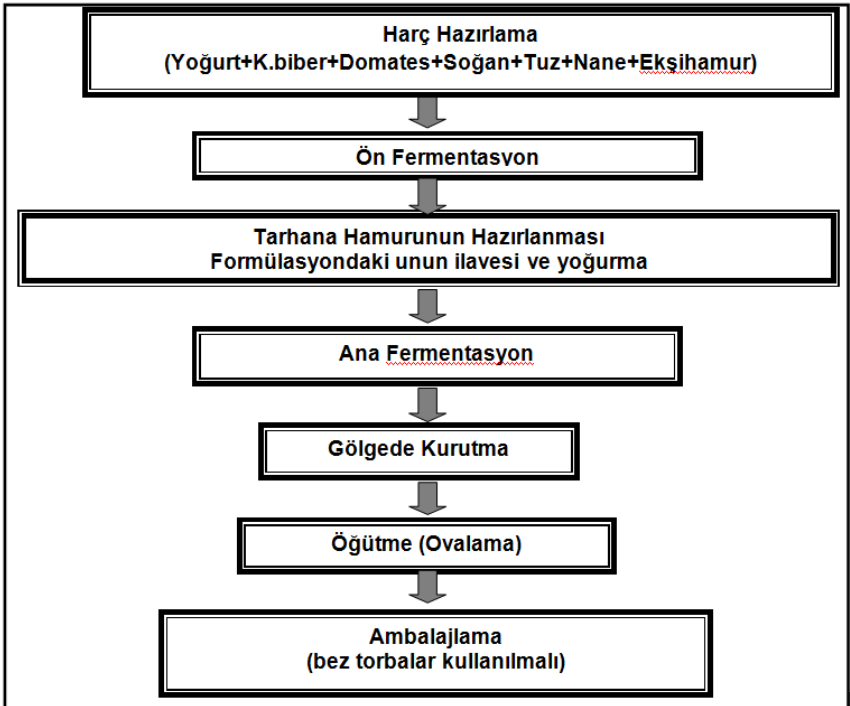 Harç Hazırlama
(Yoğurt+K.biber+Domates+Soğan+Tuz+Nane+Ekşihamur)
Ön Fermentasyon
Tarhana Hamurunun Hazırlanması
Formülasyondaki unun ilavesi ve yoğurma
Ana Fermentasyon
Gölgede Kurutma
Öğütme (Ovalama)
Ambalajlama
(bez torbalar kullanılmalı)